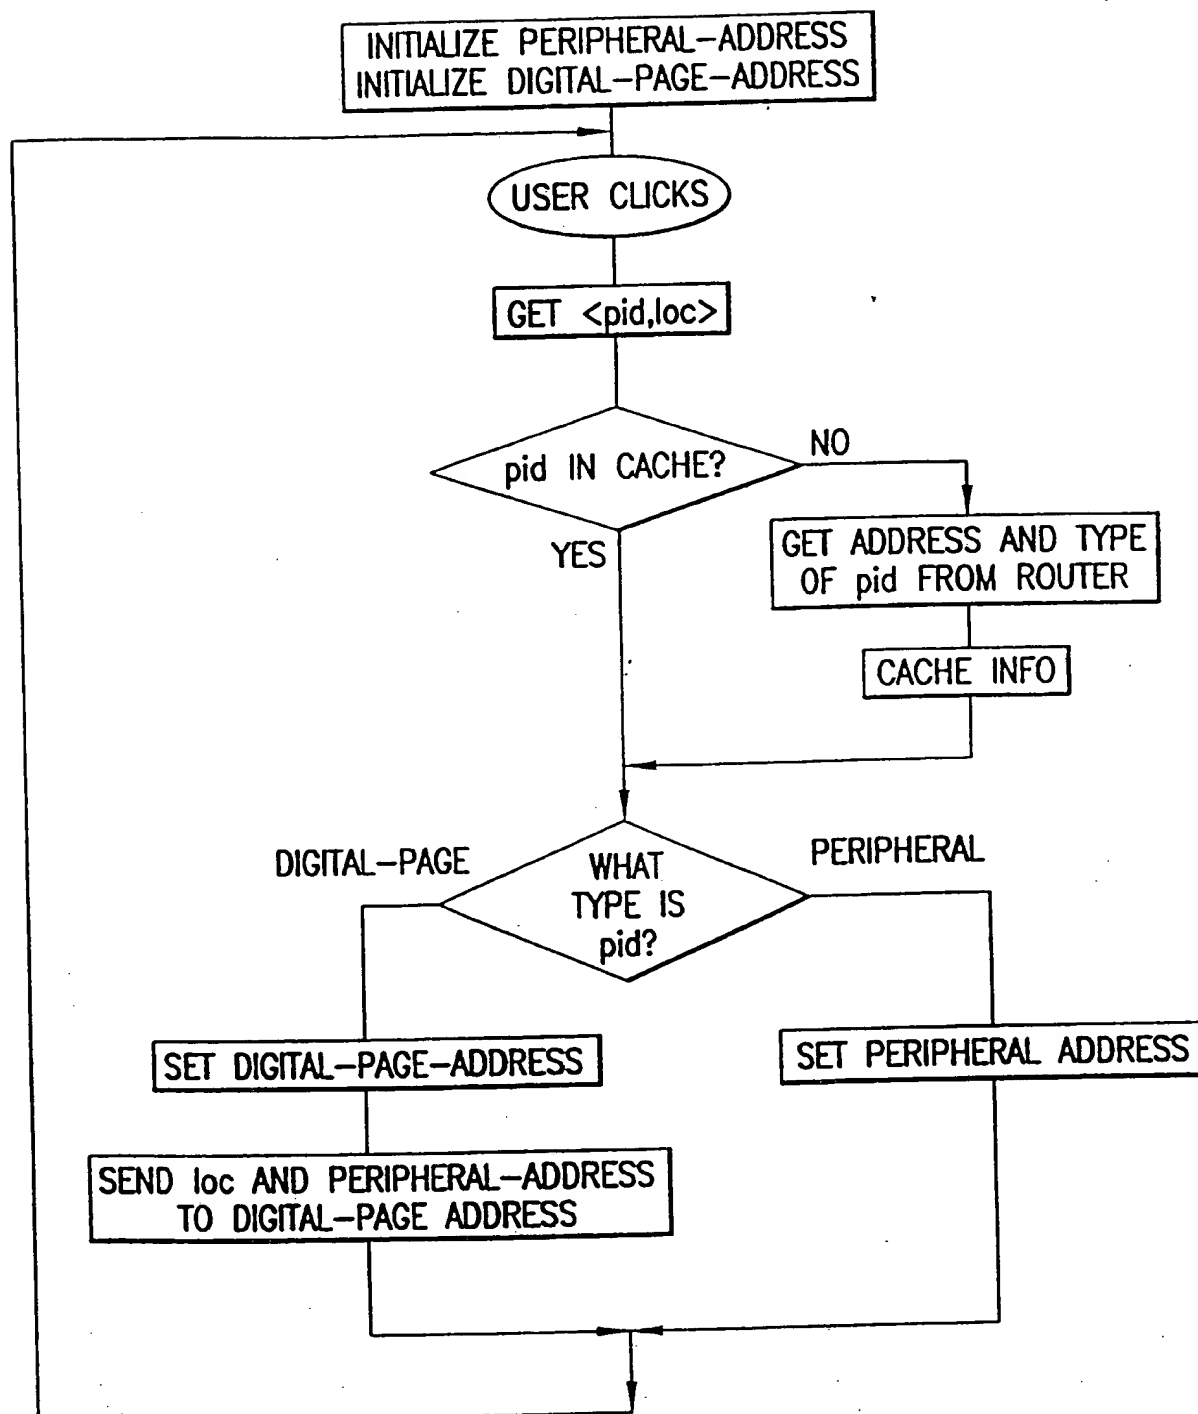 INITIALIZE PERIPHERAL-ADDRESS
INITIALIZE DIGITAL-PAGE-ADDRESS
USER CLICKS
GET <pid,loc>
pid IN CACHE?
NO
YES
GET ADDRESS AND TYPE
OF pid FROM ROUTER
CACHE INFO
DIGITAL-PAGE
WHAT
TYPE IS
pid?
PERIPHERAL
SET DIGITAL-PAGE-ADDRESS
SET PERIPHERAL ADDRESS
SEND loc AND PERIPHERAL-ADDRESS
TO DIGITAL-PAGE ADDRESS